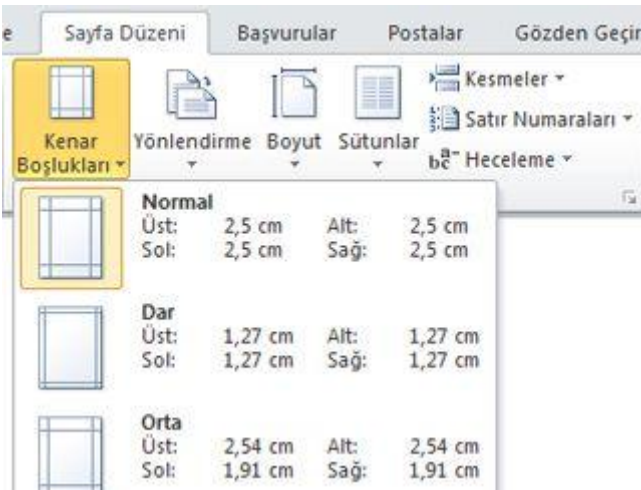 e Sayfa Düzeni Başvurular Postalar Gözden Geçir
Kenar Boşlukları
Yönlendirme
Boyut
Sütunlar
Kesmeler
Satır Numaraları
Heceleme
Normal
Üst: 2,5 cm Alt: 2,5 cm
Sol: 2,5 cm Sağ: 2,5 cm
Dar
Üst: 1,27 cm Alt: 1,27 cm
Sol: 1,27 cm Sağ: 1,27 cm
Orta
Üst: 2,54 cm Alt: 2,54 cm
Sol: 1,91 cm Sağ: 1,91 cm